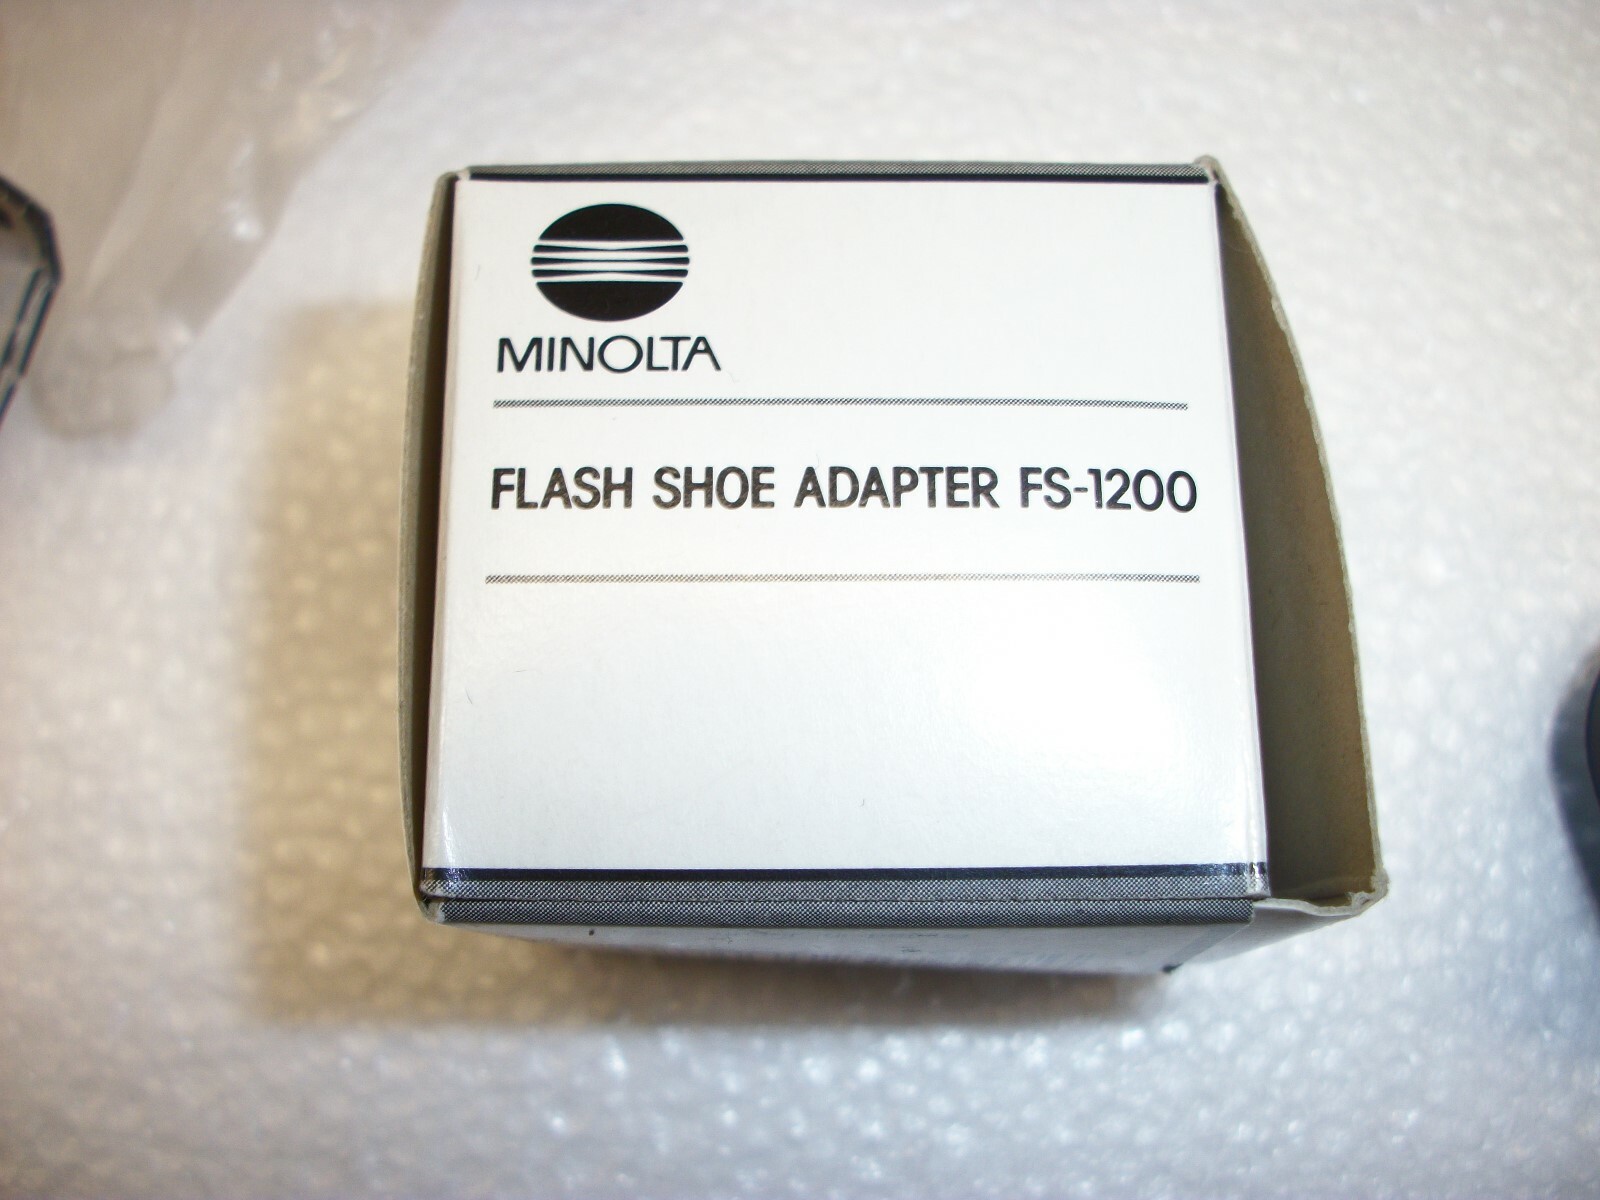 MINOLTA
FLASH SHOE ADAPTER FS-1200